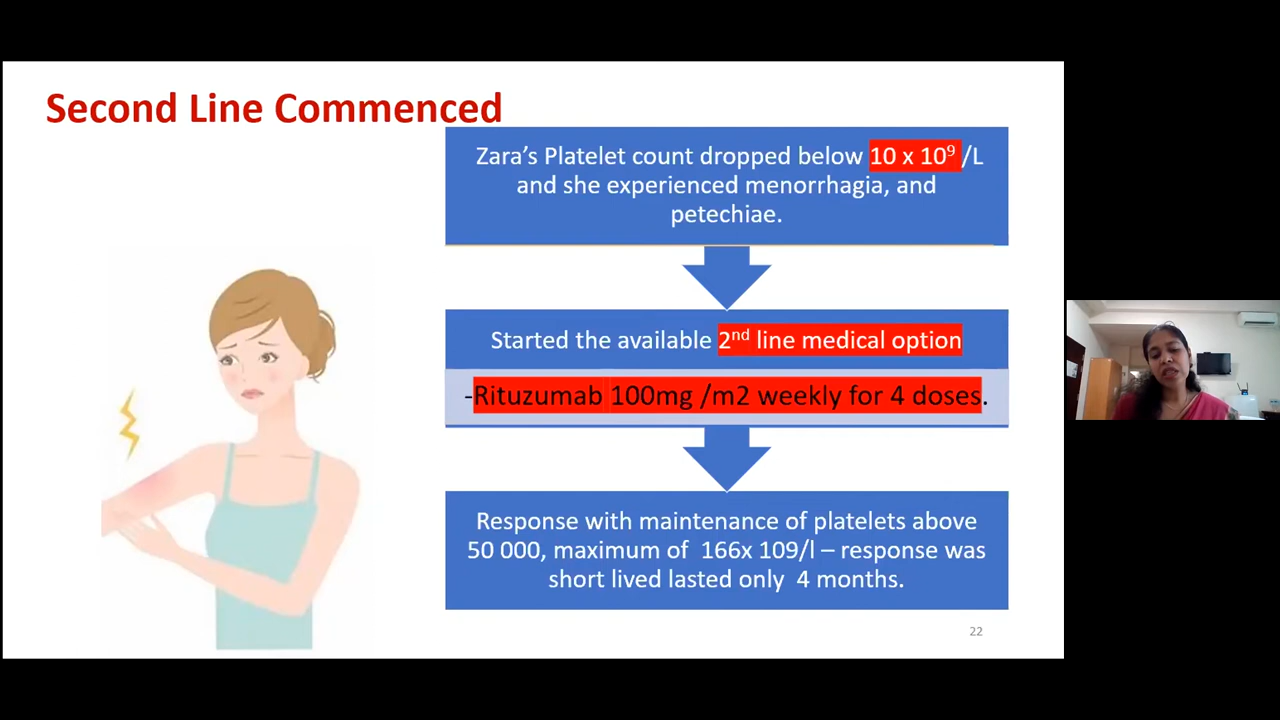 Second Line Commenced
Zara's Platelet count dropped below 10 x 10⁹ /L
and she experienced menorrhagia, and
petechiae.
Started the available 2ⁿᵈ line medical option
-Rituzumab 100mg /m2 weekly for 4 doses.
Response with maintenance of platelets above
50 000, maximum of 166x 109/l – response was
short lived lasted only 4 months.
22